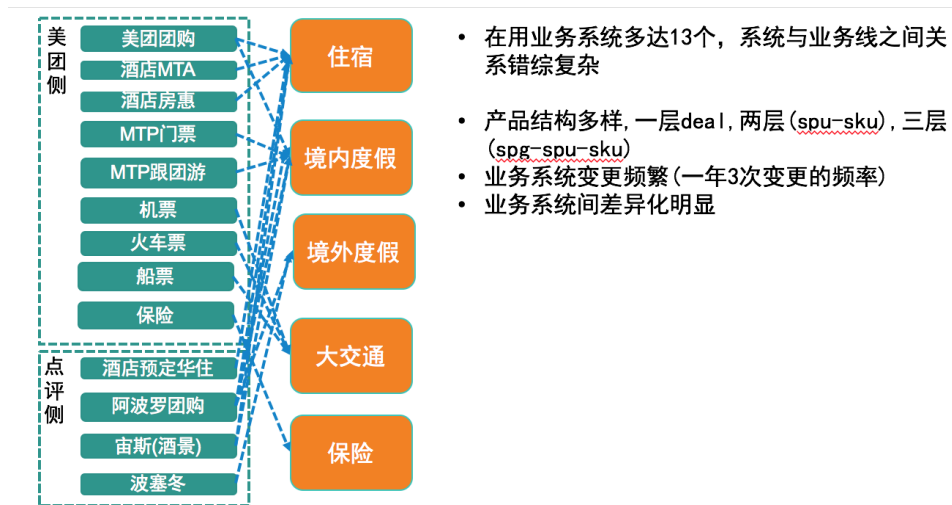 美团侧
美团团购
酒店MTA
酒店房惠
MTP门票
MTP跟团游
机票
火车票
船票
保险
点评侧
酒店预定华住
阿波罗团购
宙斯(酒景)
波塞冬
住宿
境内度假
境外度假
大交通
保险
• 在用业务系统多达13个，系统与业务线之间关
系错综复杂
• 产品结构多样,一层deal,两层(spu-sku),三层
(spg-spu-sku)
• 业务系统变更频繁(一年3次变更的频率)
• 业务系统间差异化明显